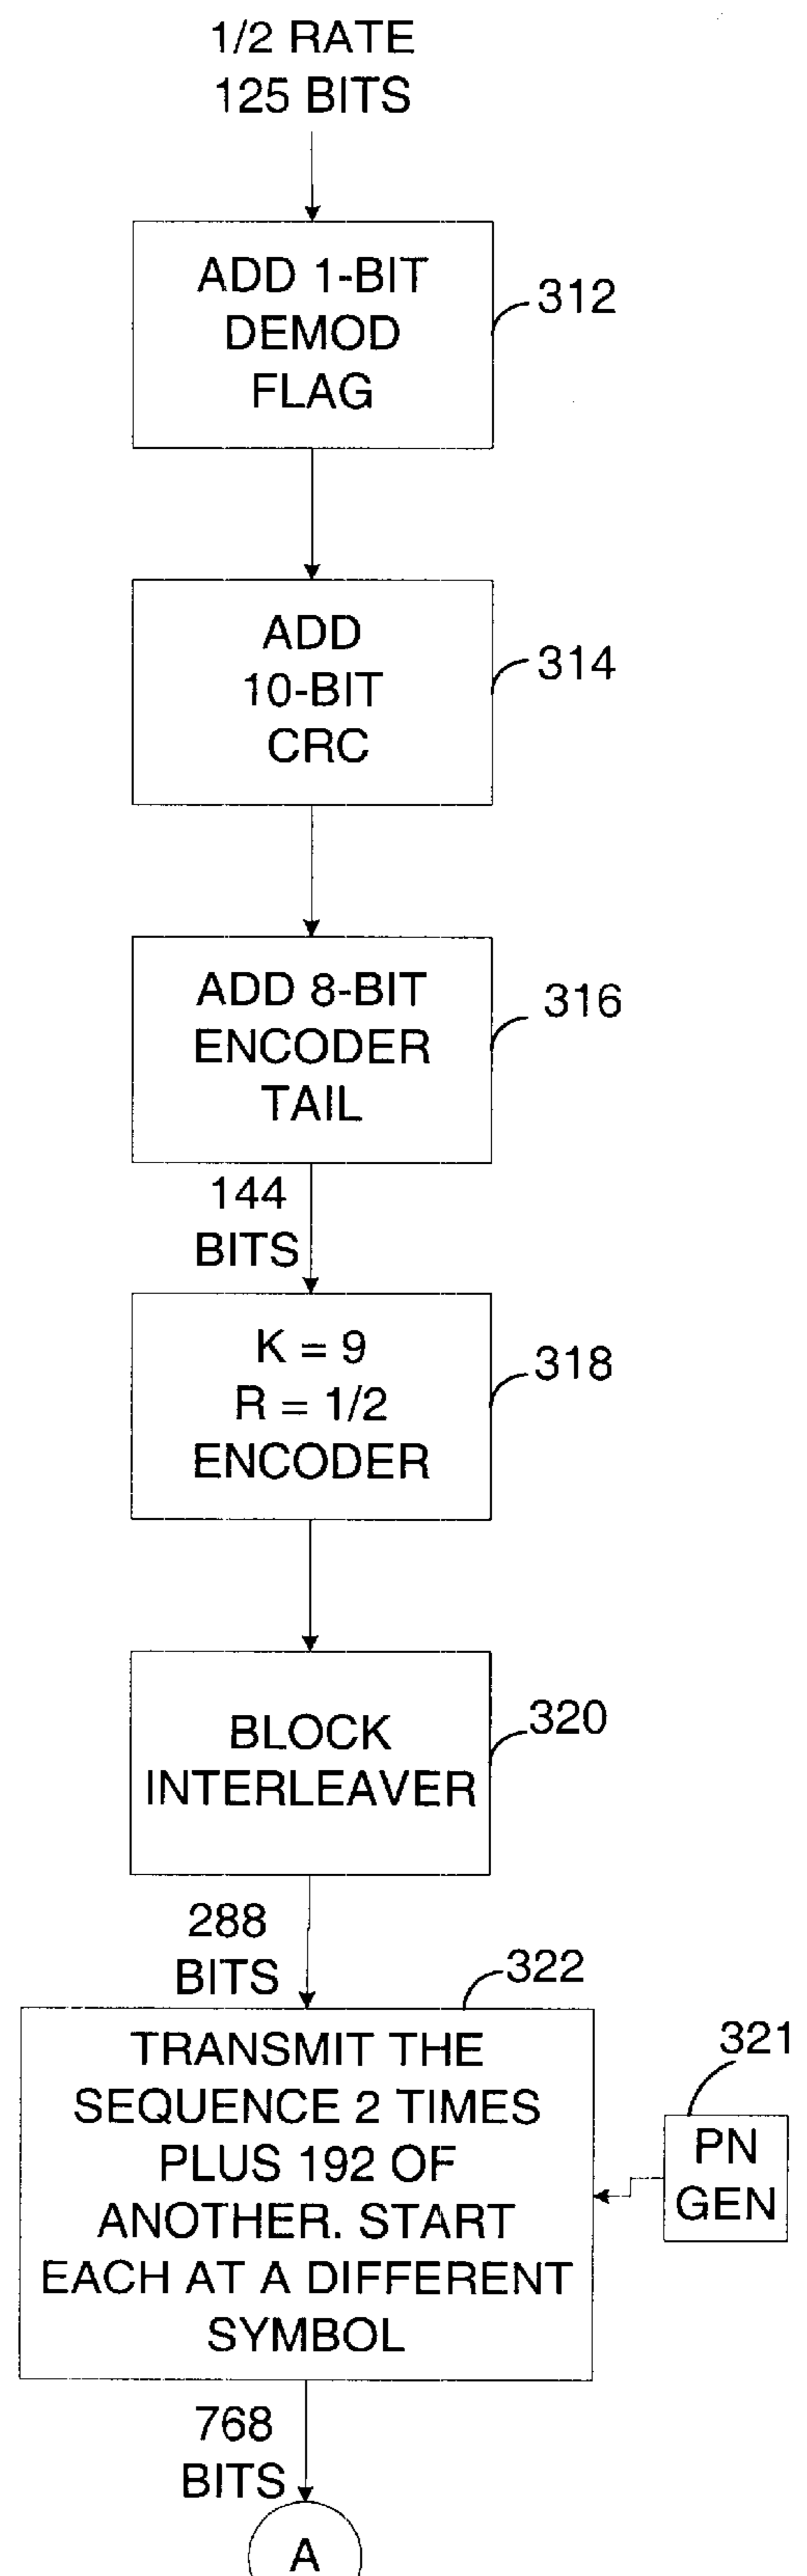 1/2 RATE
125 BITS
ADD 1-BIT
DEMOD
FLAG
312
ADD
10-BIT
CRC
314
ADD 8-BIT
ENCODER
TAIL
316
144
BITS
K = 9
R = 1/2
ENCODER
318
BLOCK
INTERLEAVER
320
288
BITS
322
TRANSMIT THE
SEQUENCE 2 TIMES
PLUS 192 OF
ANOTHER. START
EACH AT A DIFFERENT
SYMBOL
321
PN
GEN
768
BITS
A